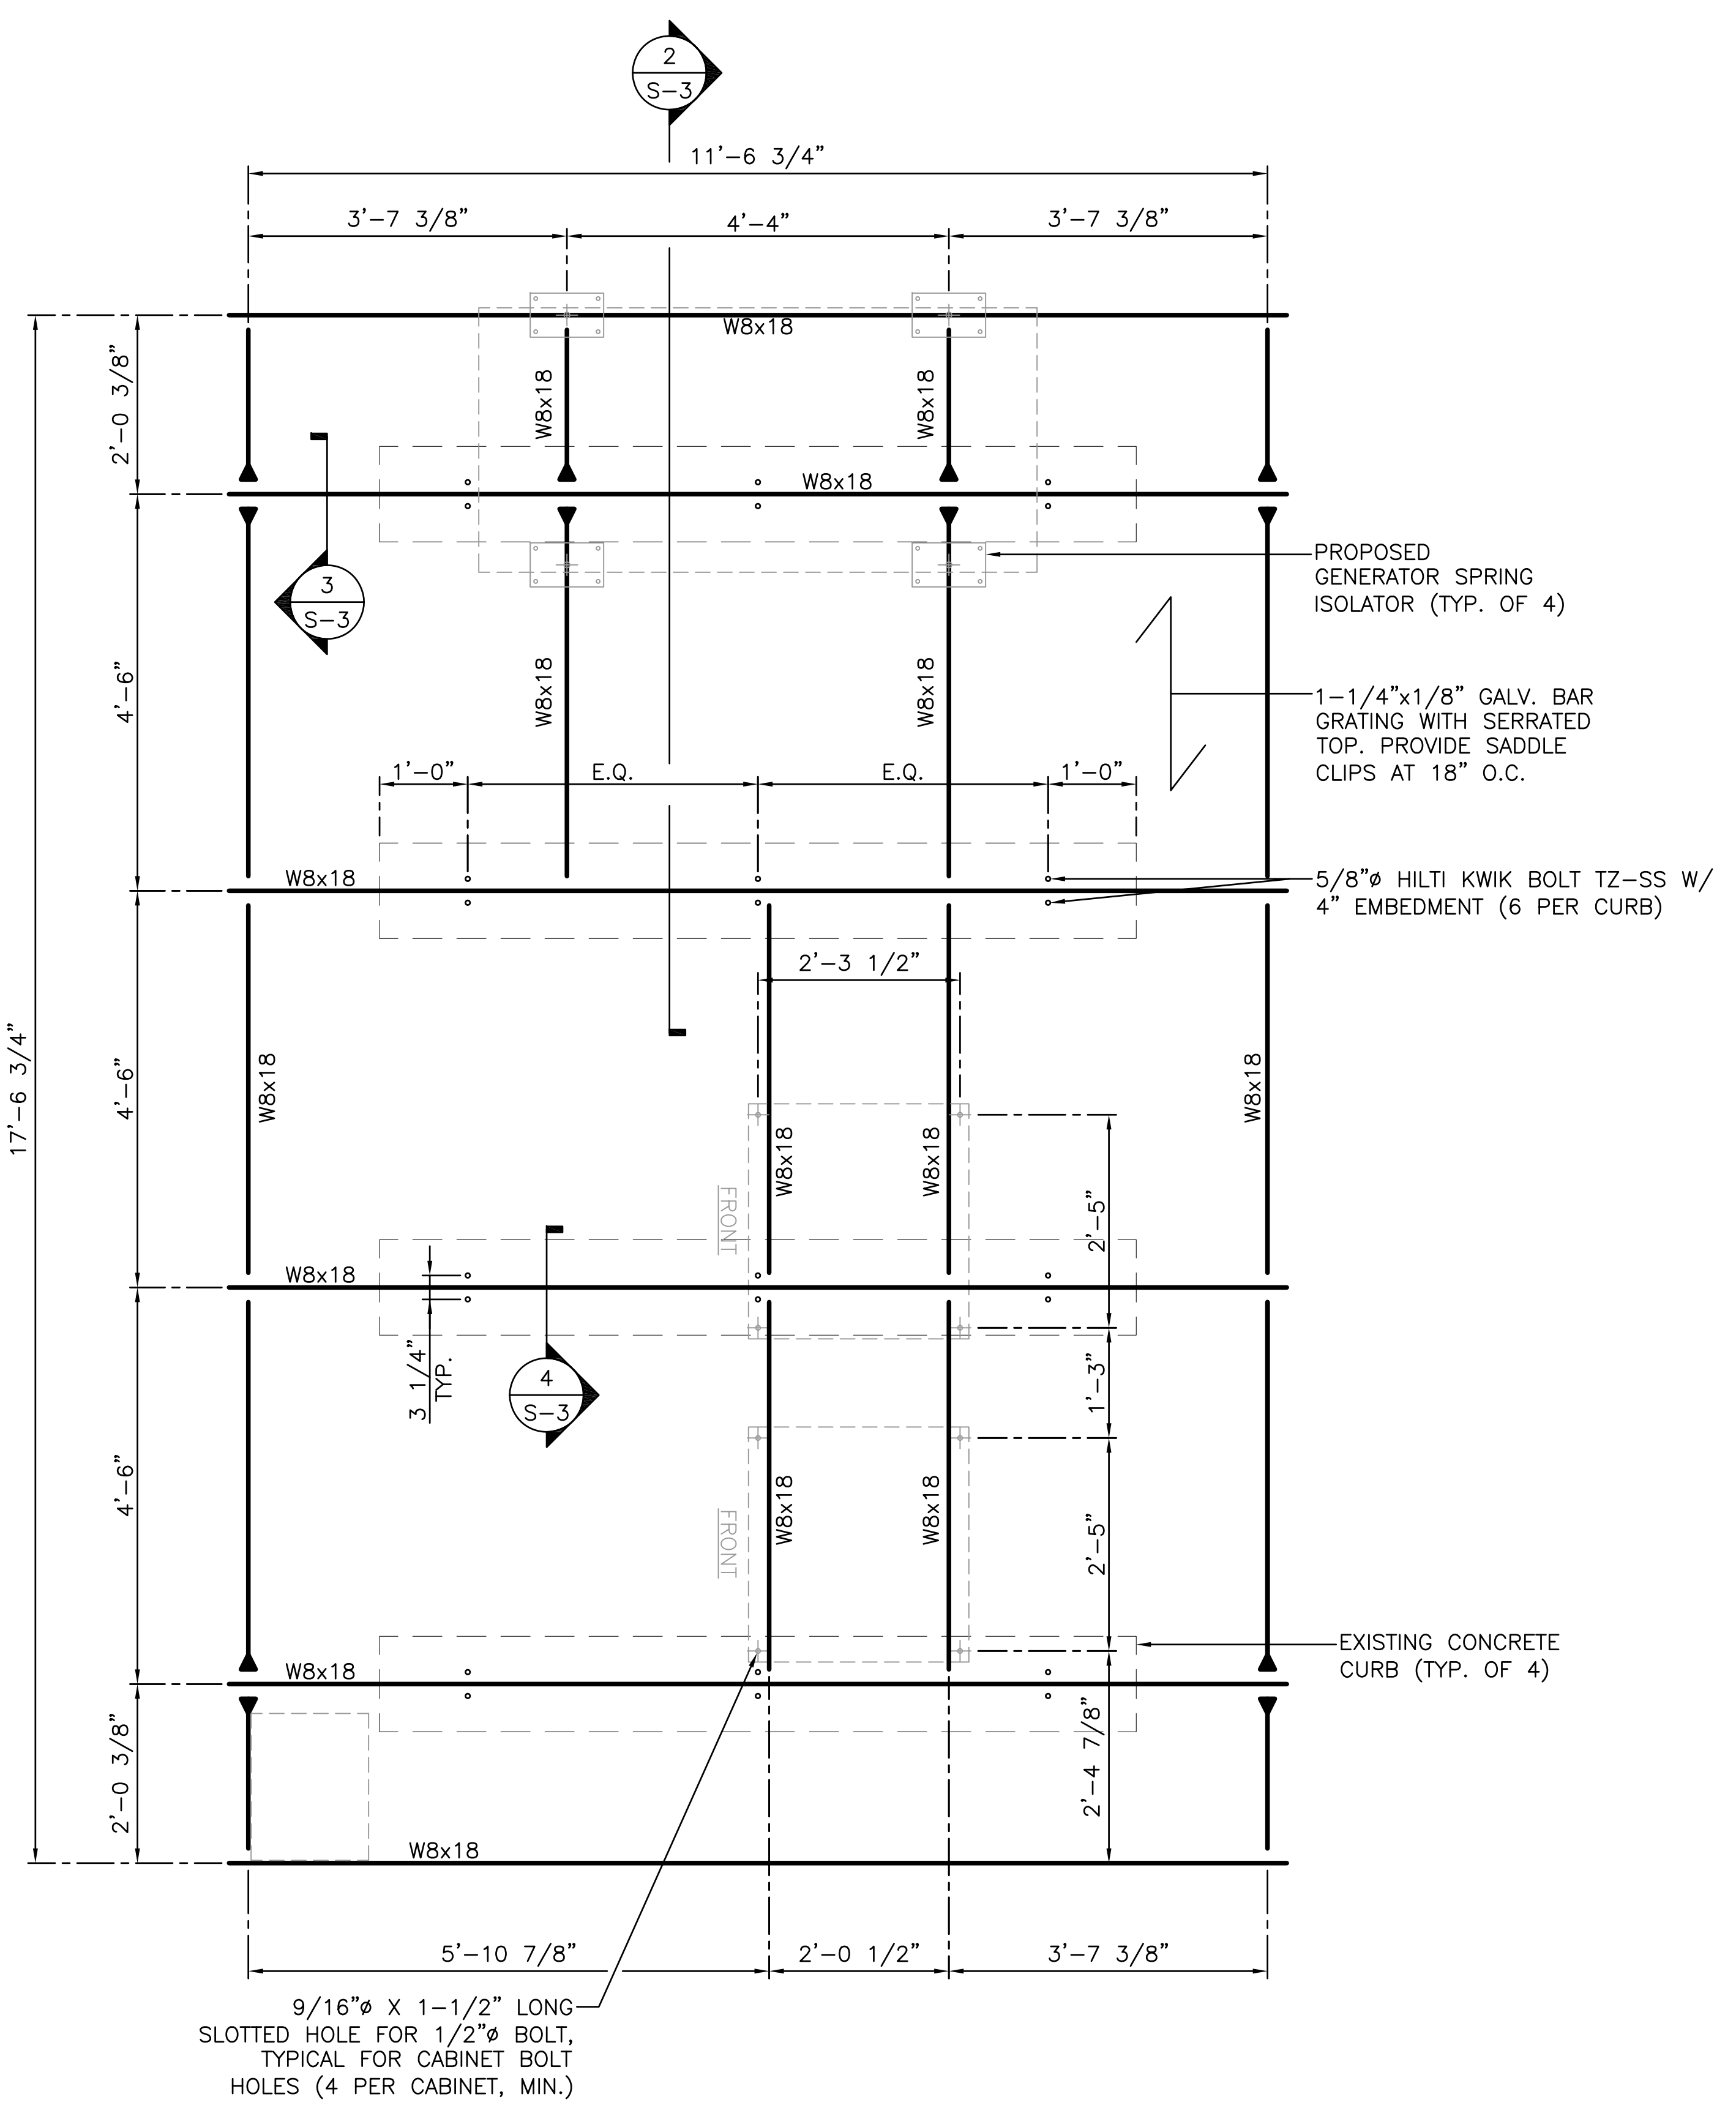 2
S-3
11'-6 3/4"
3'-7 3/8"
4'-4"
3'-7 3/8"
W8x18
2'-0 3/8"
W8x18
W8x18
W8x18
3
S-3
PROPOSED
GENERATOR SPRING
ISOLATOR (TYP. OF 4)
4'-6"
W8x18
W8x18
1-1/4"x1/8" GALV. BAR
GRATING WITH SERRATED
TOP. PROVIDE SADDLE
CLIPS AT 18" O.C.
1'-0"
E.Q.
E.Q.
1'-0"
W8x18
5/8"ø HILTI KWIK BOLT TZ-SS W/
4" EMBEDMENT (6 PER CURB)
2'-3 1/2"
17'-6 3/4"
4'-6"
W8x18
W8x18
W8x18
W8x18
FRONT
2'-5"
W8x18
3 1/4"
TYP.
4
S-3
1'-3"
4'-6"
W8x18
W8x18
FRONT
2'-5"
W8x18
EXISTING CONCRETE
CURB (TYP. OF 4)
2'-0 3/8"
2'-4 7/8"
W8x18
5'-10 7/8"
2'-0 1/2"
3'-7 3/8"
9/16"ø X 1-1/2" LONG
SLOTTED HOLE FOR 1/2"ø BOLT,
TYPICAL FOR CABINET BOLT
HOLES (4 PER CABINET, MIN.)